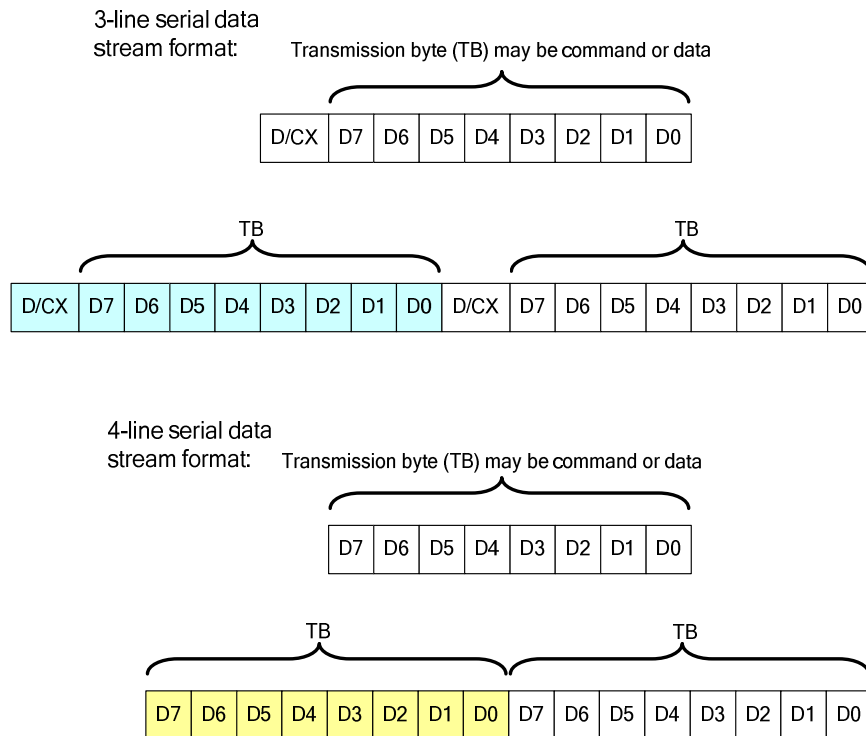 3-line serial data
stream format:
Transmission byte (TB) may be command or data
D/CX D7 D6 D5 D4 D3 D2 D1 D0
TB TB
D/CX D7 D6 D5 D4 D3 D2 D1 D0 D/CX D7 D6 D5 D4 D3 D2 D1 D0
4-line serial data
stream format:
Transmission byte (TB) may be command or data
D7 D6 D5 D4 D3 D2 D1 D0
TB TB
D7 D6 D5 D4 D3 D2 D1 D0 D7 D6 D5 D4 D3 D2 D1 D0